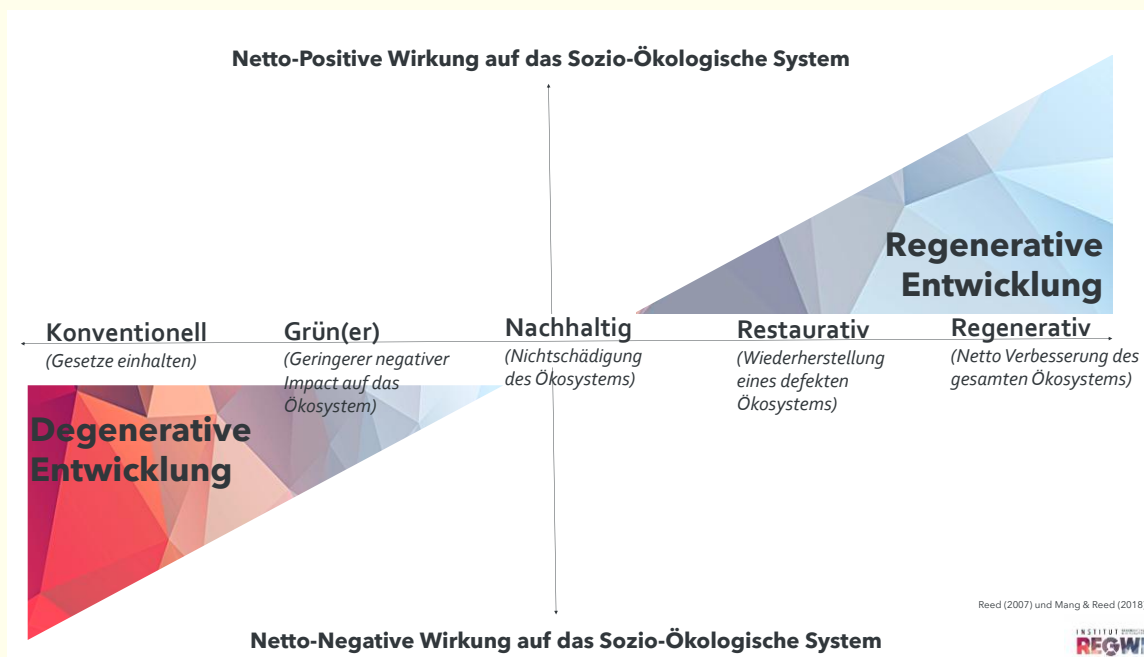 Netto-Positive Wirkung auf das Sozio-Ökologische System
Regenerative
Entwicklung
Konventionell
(Gesetze einhalten)
Grün(er)
(Geringerer negativer
Impact auf das
Ökosystem)
Nachhaltig
(Nichtschädigung
des Ökosystems)
Restaurativ
(Wiederherstellung
eines defekten
Ökosystems)
Regenerativ
(Netto Verbesserung des
gesamten Ökosystems)
Degenerative
Entwicklung
Reed (2007) und Mang & Reed (2018)
Netto-Negative Wirkung auf das Sozio-Ökologische System
INSTITUT